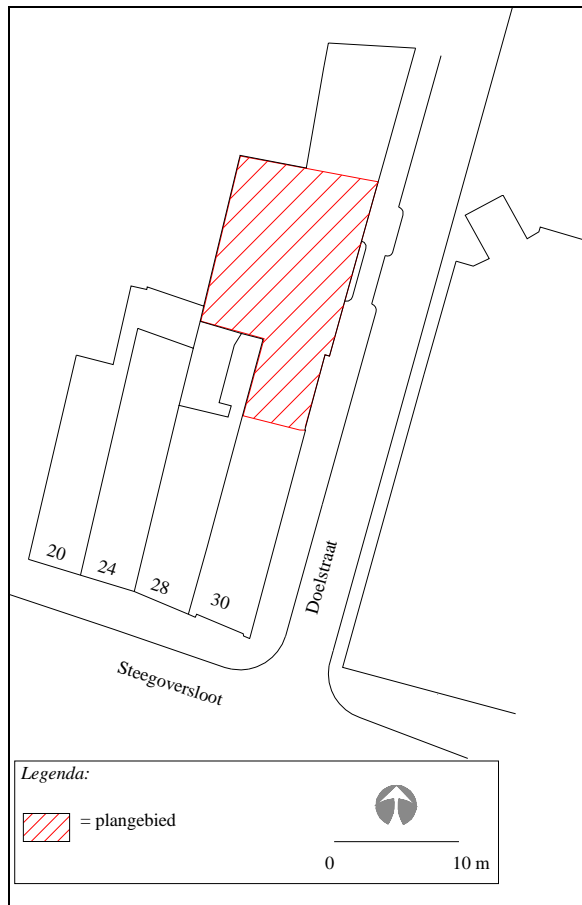 20
24
28
30
Doelstraat
Steegoversloot
Legenda:
= plangebied
0 10 m